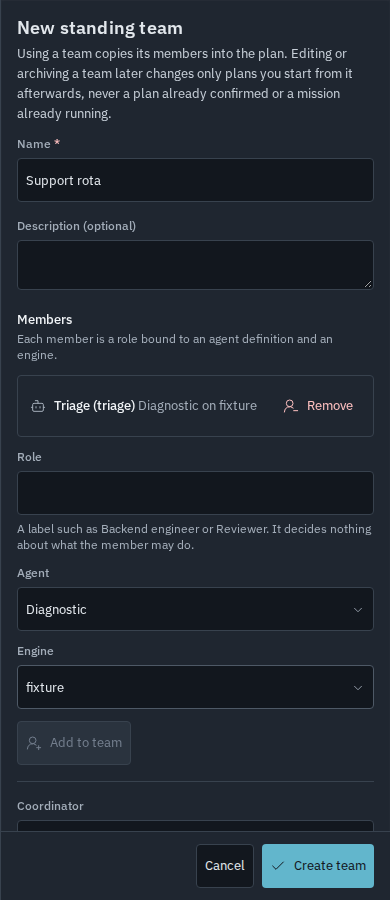 New standing team
Using a team copies its members into the plan. Editing or
archiving a team later changes only plans you start from it
afterwards, never a plan already confirmed or a mission
already running.
Name *
Support rota
Description (optional)
Members
Each member is a role bound to an agent definition and an
engine.
Triage (triage) Diagnostic on fixture Remove
Role
A label such as Backend engineer or Reviewer. It decides nothing
about what the member may do.
Agent
Diagnostic
Engine
fixture
Add to team
Coordinator
Cancel Create team